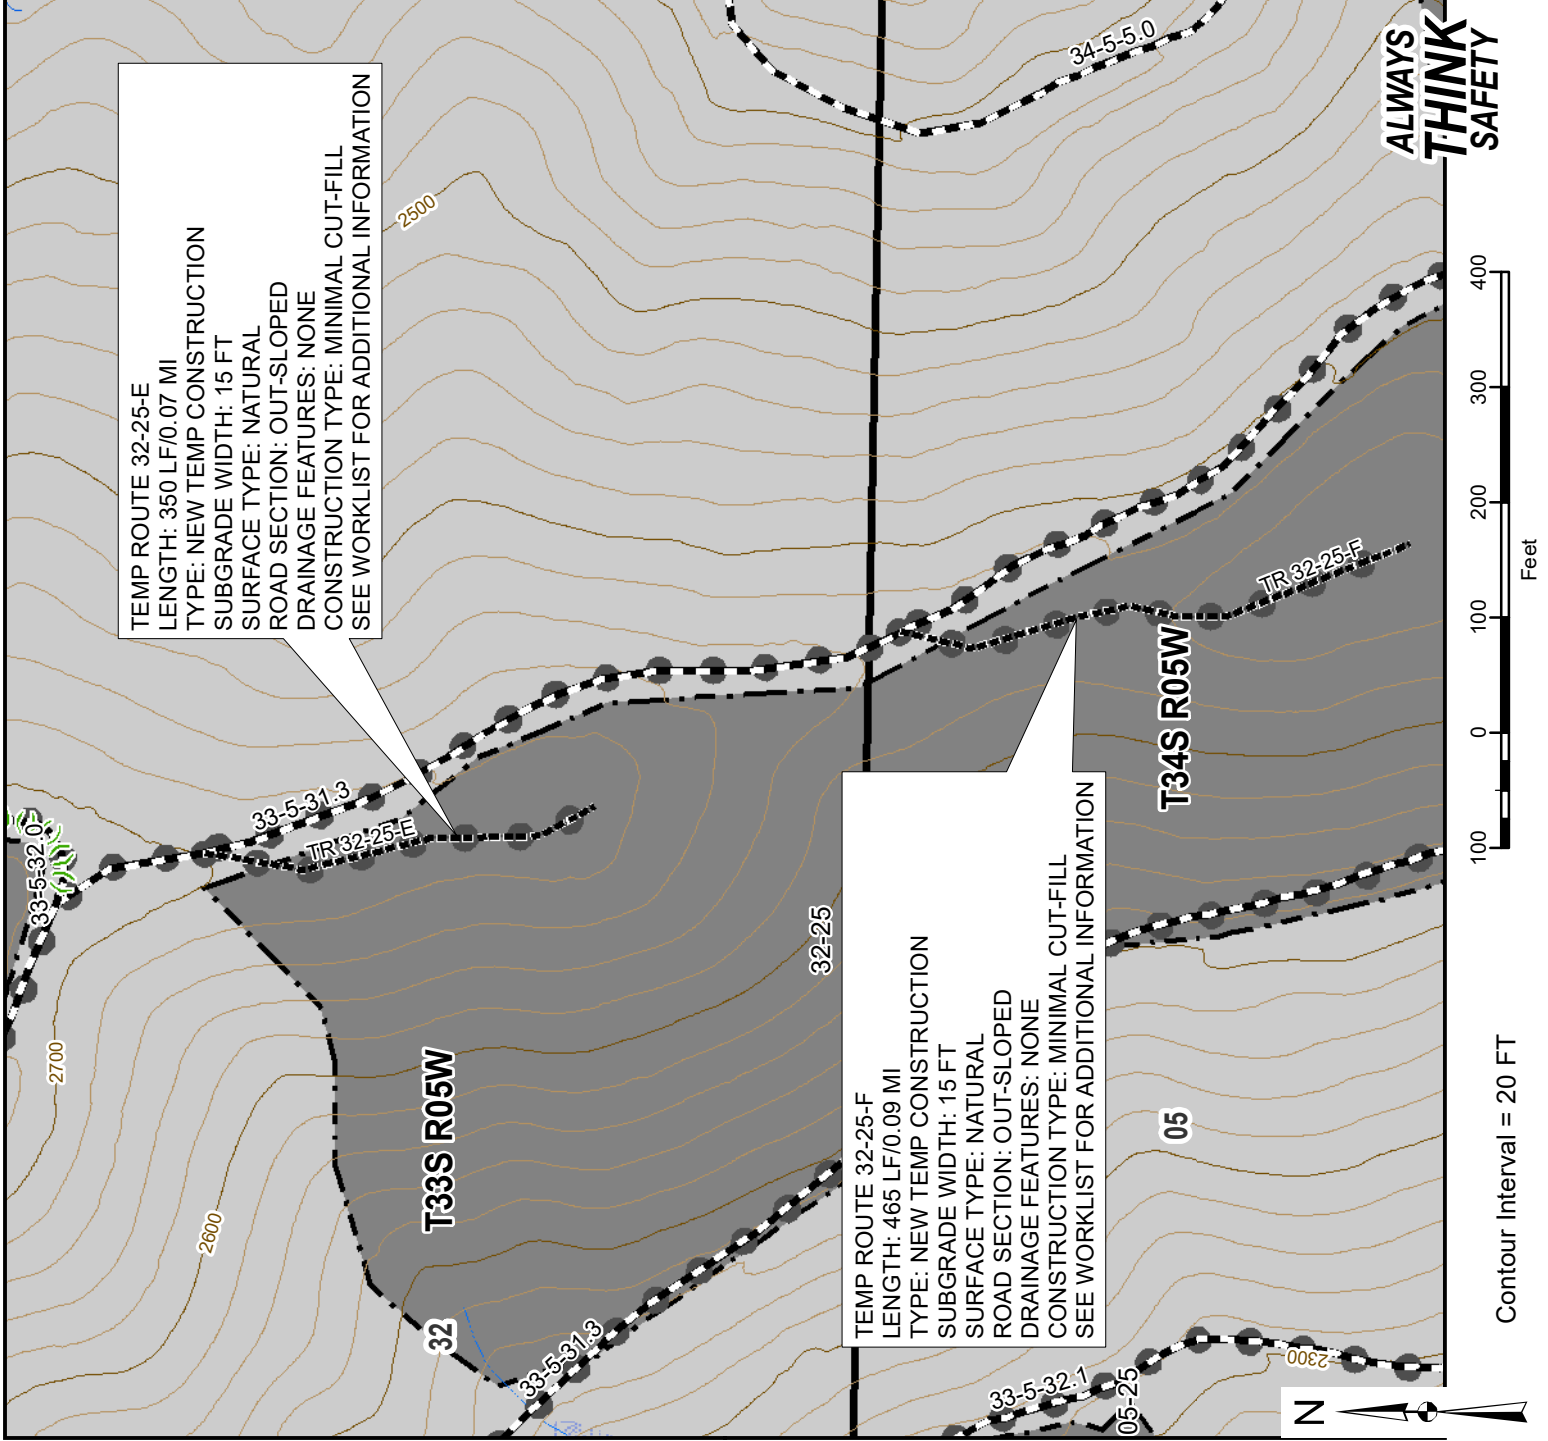 TEMP ROUTE 32-25-E
LENGTH: 350 LF/0.07 MI
TYPE: NEW TEMP CONSTRUCTION
SUBGRADE WIDTH: 15 FT
SURFACE TYPE: NATURAL
ROAD SECTION: OUT-SLOPED
DRAINAGE FEATURES: NONE
CONSTRUCTION TYPE: MINIMAL CUT-FILL
SEE WORKLIST FOR ADDITIONAL INFORMATION
33-5-32.0
2700
2600
T33S R05W
32
33-5-31.3
TR 32-25-E
33-5-31.3
2500
34-5-5.0
32-25
TEMP ROUTE 32-25-F
LENGTH: 465 LF/0.09 MI
TYPE: NEW TEMP CONSTRUCTION
SUBGRADE WIDTH: 15 FT
SURFACE TYPE: NATURAL
ROAD SECTION: OUT-SLOPED
DRAINAGE FEATURES: NONE
CONSTRUCTION TYPE: MINIMAL CUT-FILL
SEE WORKLIST FOR ADDITIONAL INFORMATION
33-5-32.1
05-25
05
T34S R05W
TR 32-25-F
2300
N
Contour Interval = 20 FT
100 0 100 200 300 400
Feet
ALWAYS
THINK
SAFETY